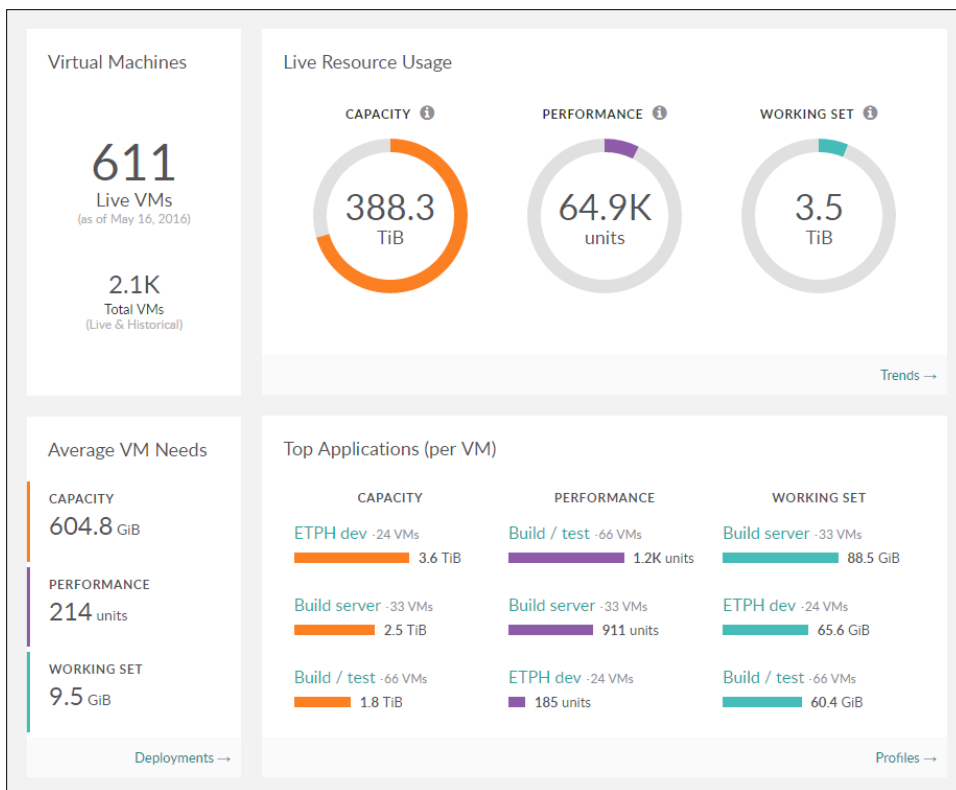 Virtual Machines
611
Live VMs
(as of May 16, 2016)
2.1K
Total VMs
(Live & Historical)
Live Resource Usage
CAPACITY
388.3
TiB
PERFORMANCE
64.9K
units
WORKING SET
3.5
TiB
Trends →
Average VM Needs
CAPACITY
604.8 GiB
PERFORMANCE
214 units
WORKING SET
9.5 GiB
Deployments →
Top Applications (per VM)
CAPACITY
ETPH dev ·24 VMs
3.6 TiB
Build server ·33 VMs
2.5 TiB
Build / test ·66 VMs
1.8 TiB
PERFORMANCE
Build / test ·66 VMs
1.2K units
Build server ·33 VMs
911 units
ETPH dev ·24 VMs
185 units
WORKING SET
Build server ·33 VMs
88.5 GiB
ETPH dev ·24 VMs
65.6 GiB
Build / test ·66 VMs
60.4 GiB
Profiles →